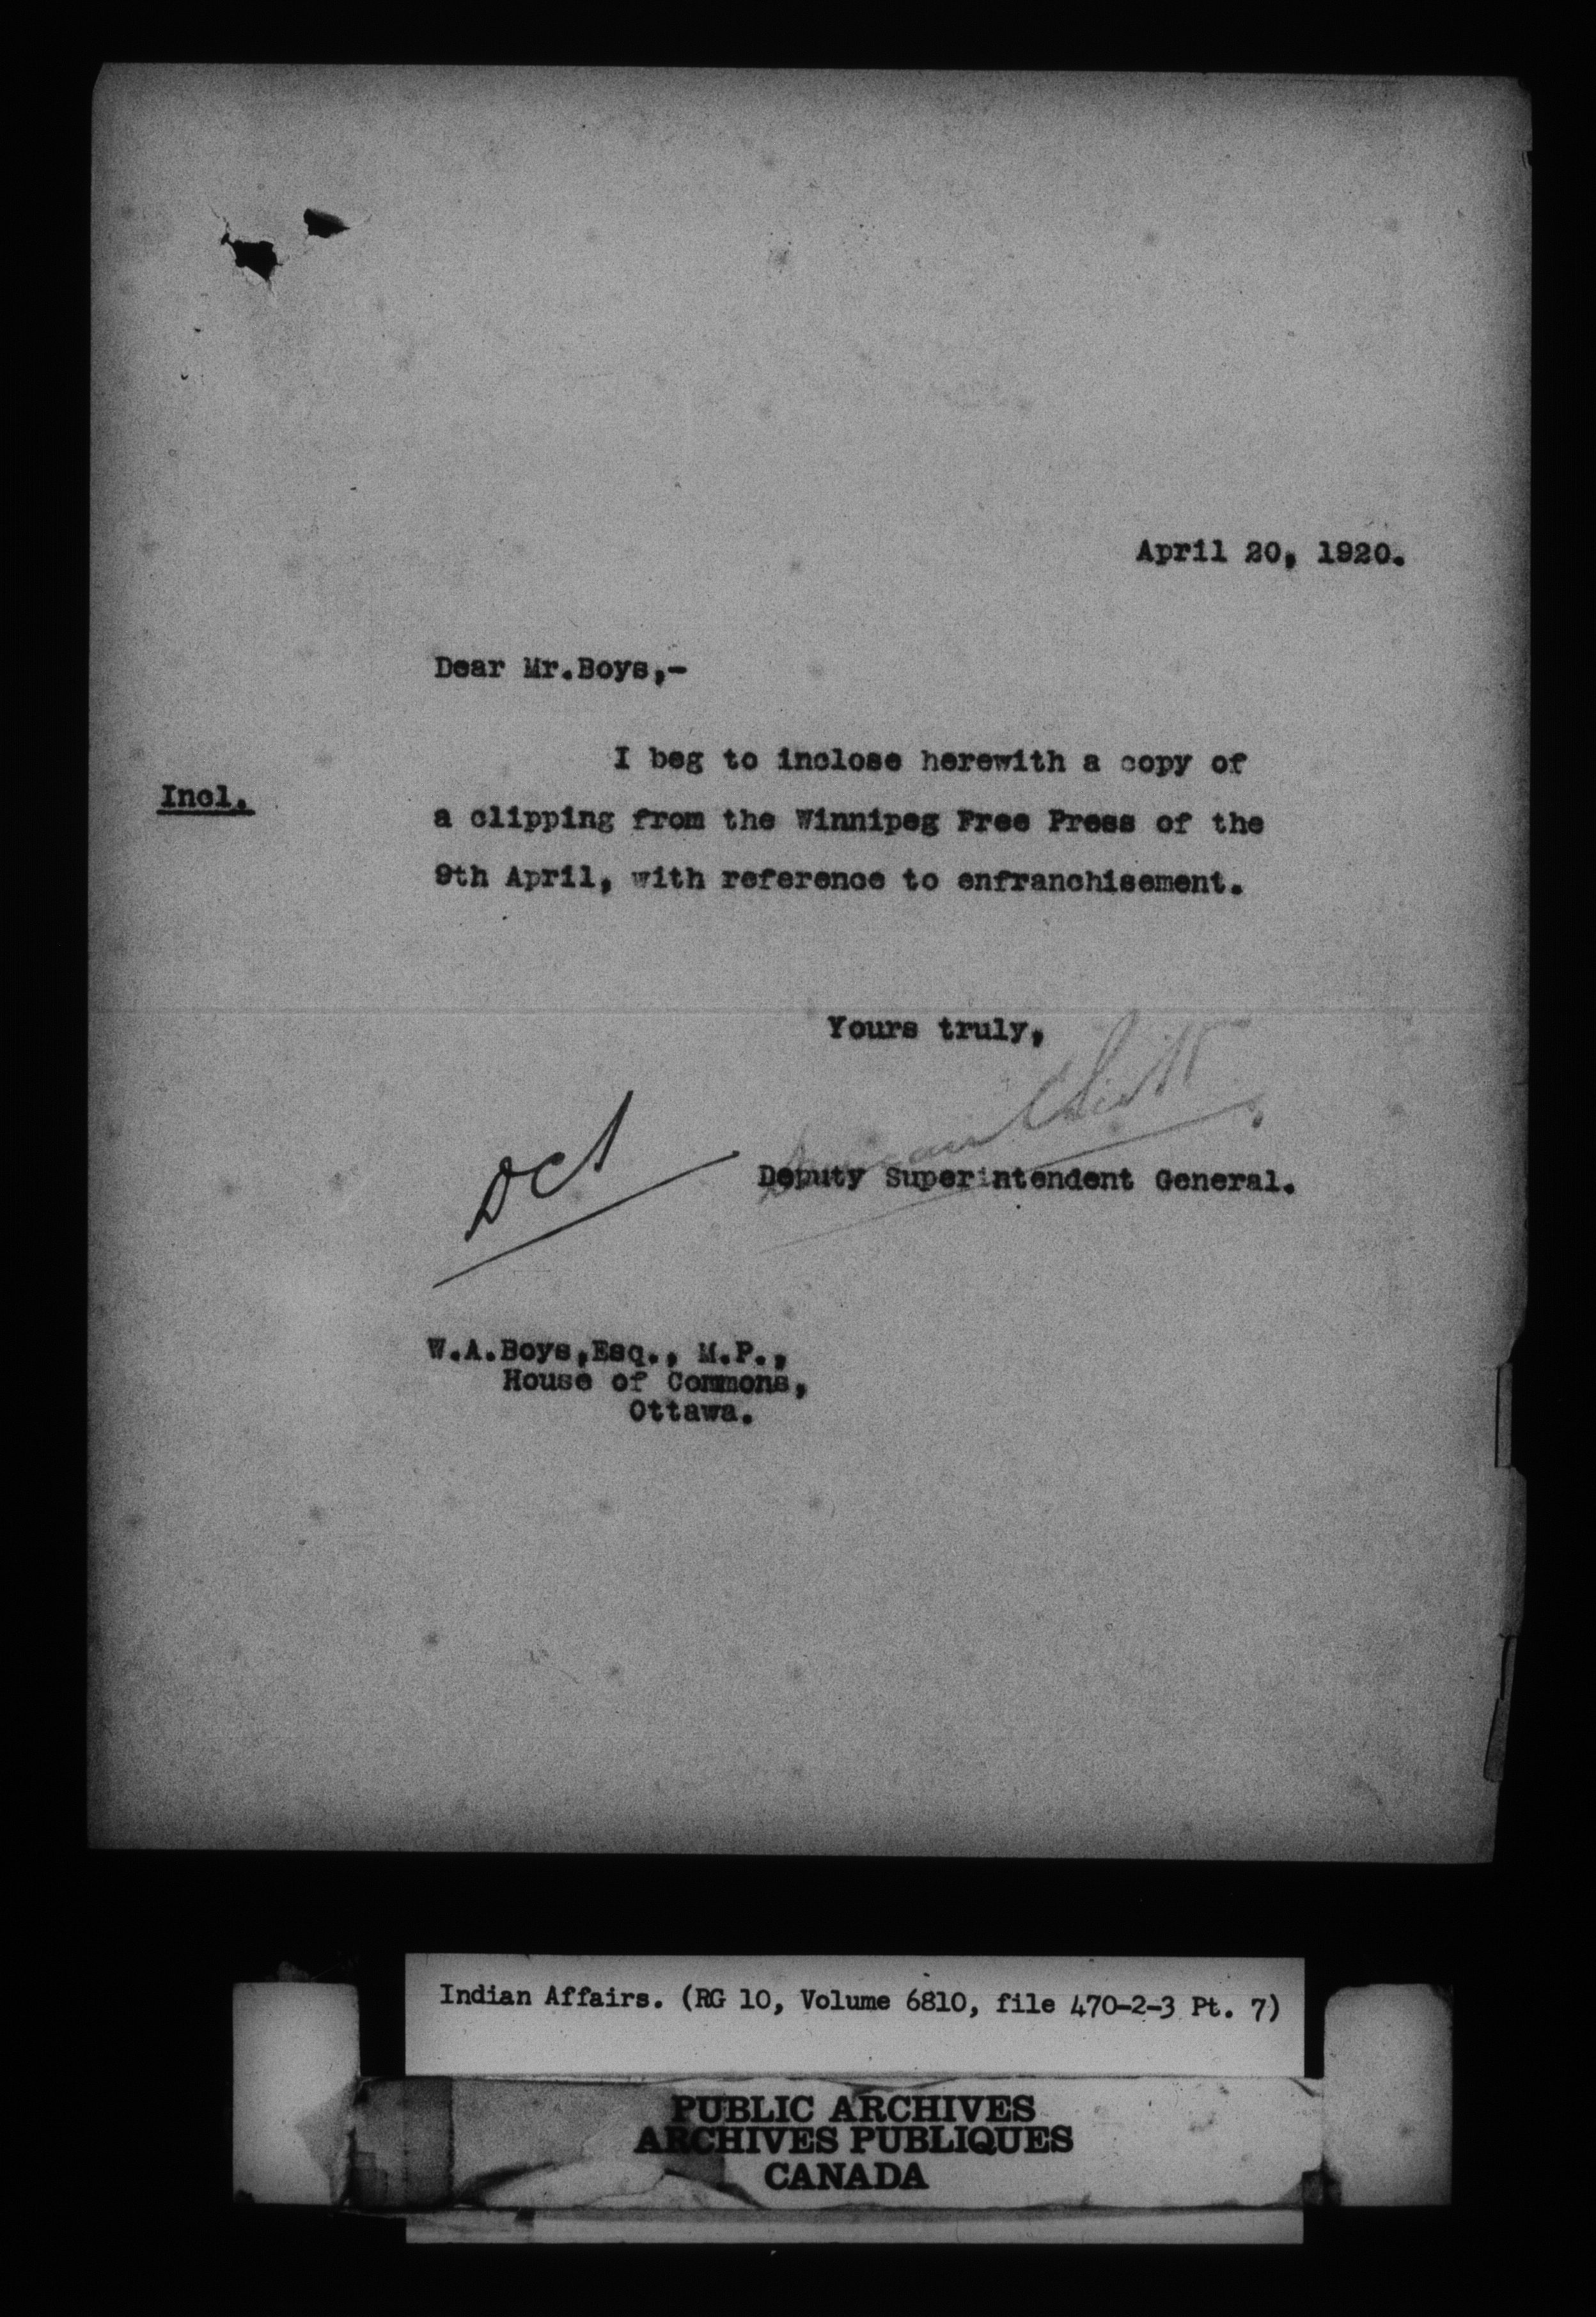 April 20, 1920.
Dear Mr.Boys,-
I beg to inclose herewith a copy of
Incl.
a clipping from the Winnipeg Free Press of the
9th April, with reference to enfranchisement.
Yours truly,
Duncan C Scott
DCS
Deputy Superintendent General.
W.A.Boys,Esq., M.P.,
House of Commons,
Ottawa.
Indian Affairs. (RG 10, Volume 6810, file 470-2-3 Pt. 7)
PUBLIC ARCHIVES
ARCHIVES PUBLIQUES
CANADA